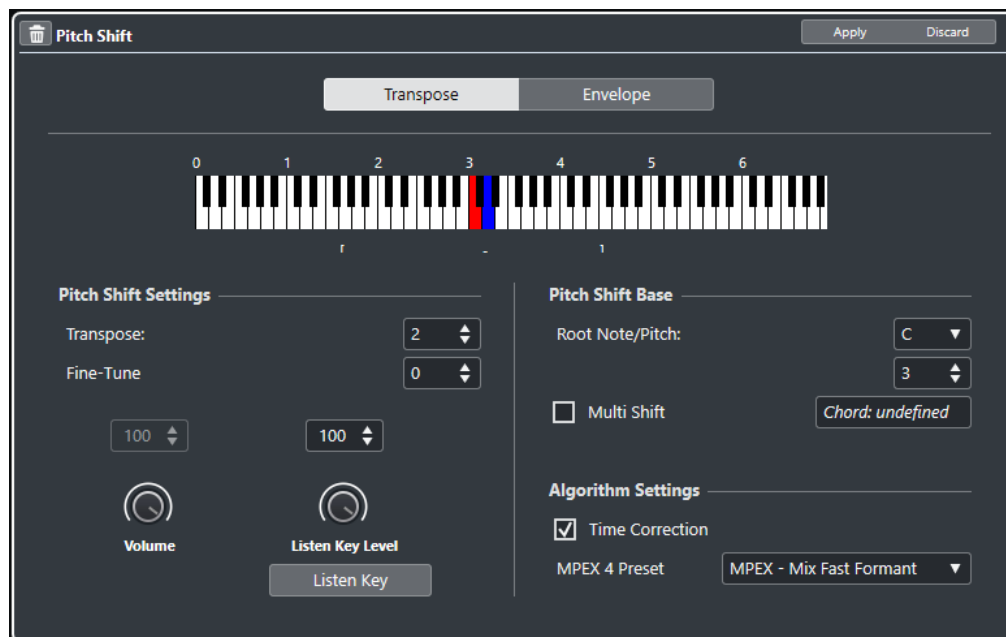 Pitch Shift
Apply Discard
Transpose Envelope
0 1 2 3 4 5 6
Pitch Shift Settings
Transpose: 2
Fine-Tune 0
100 100
Volume Listen Key Level
Listen Key
Pitch Shift Base
Root Note/Pitch: C
3
Multi Shift Chord: undefined
Algorithm Settings
Time Correction
MPEX 4 Preset MPEX - Mix Fast Formant